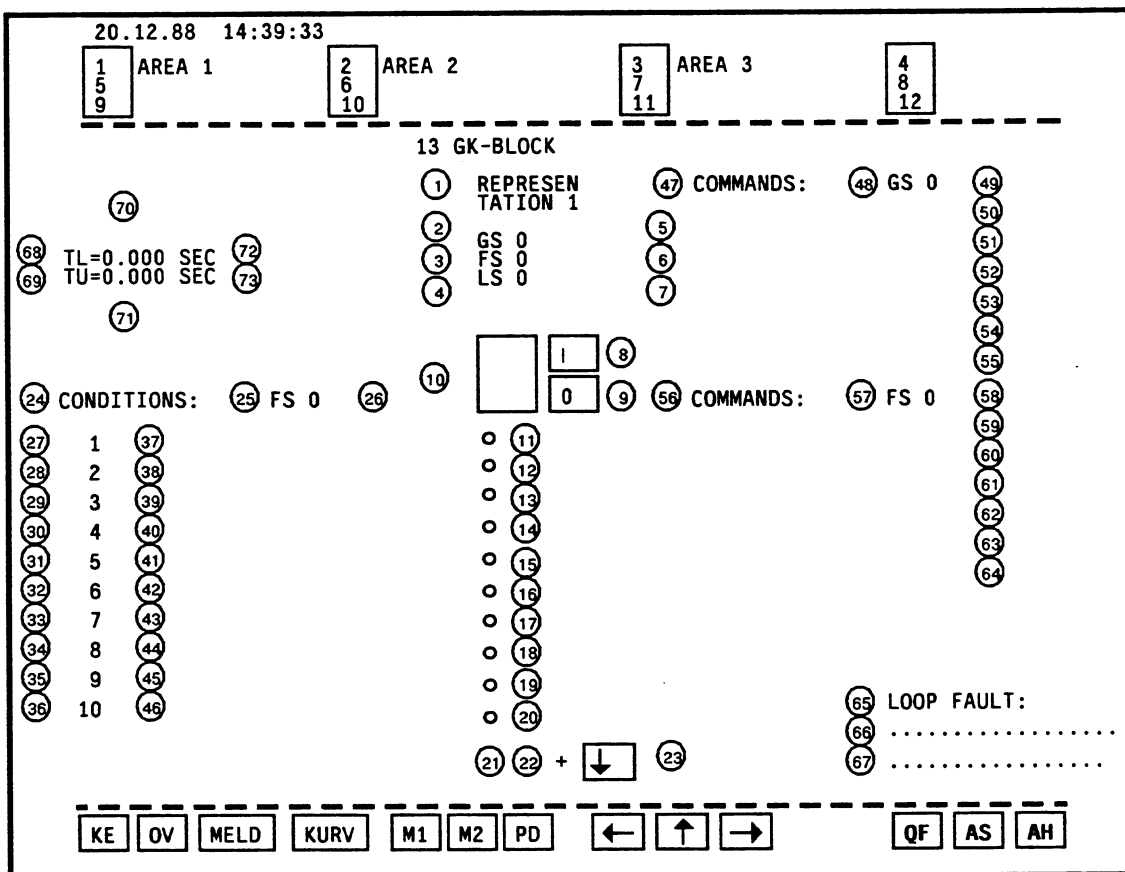 20.12.88 14:39:33
1 AREA 1 2 AREA 2 3 AREA 3 4
5 6 7 8
9 10 11 12
13 GK-BLOCK
1 REPRESEN 47 COMMANDS: 48 GS 0 49
TATION 1
70 50
2 GS 0 5 51
68 TL=0.000 SEC 72 3 FS 0 6 52
69 TU=0.000 SEC 73 4 LS 0 7 53
71 54
I 8 55
10
24 CONDITIONS: 25 FS 0 26 0 9 56 COMMANDS: 57 FS 0 58
59
27 1 37 11 60
28 2 38 12 61
29 3 39 13 62
30 4 40 14 63
31 5 41 15 64
32 6 42 16
33 7 43 17
34 8 44 18
35 9 45 19
36 10 46 20
65 LOOP FAULT:
66 ..................
67 .................
21 22 + ↓ 23
KE OV MELD KURV M1 M2 PD ← ↑ → QF AS AH